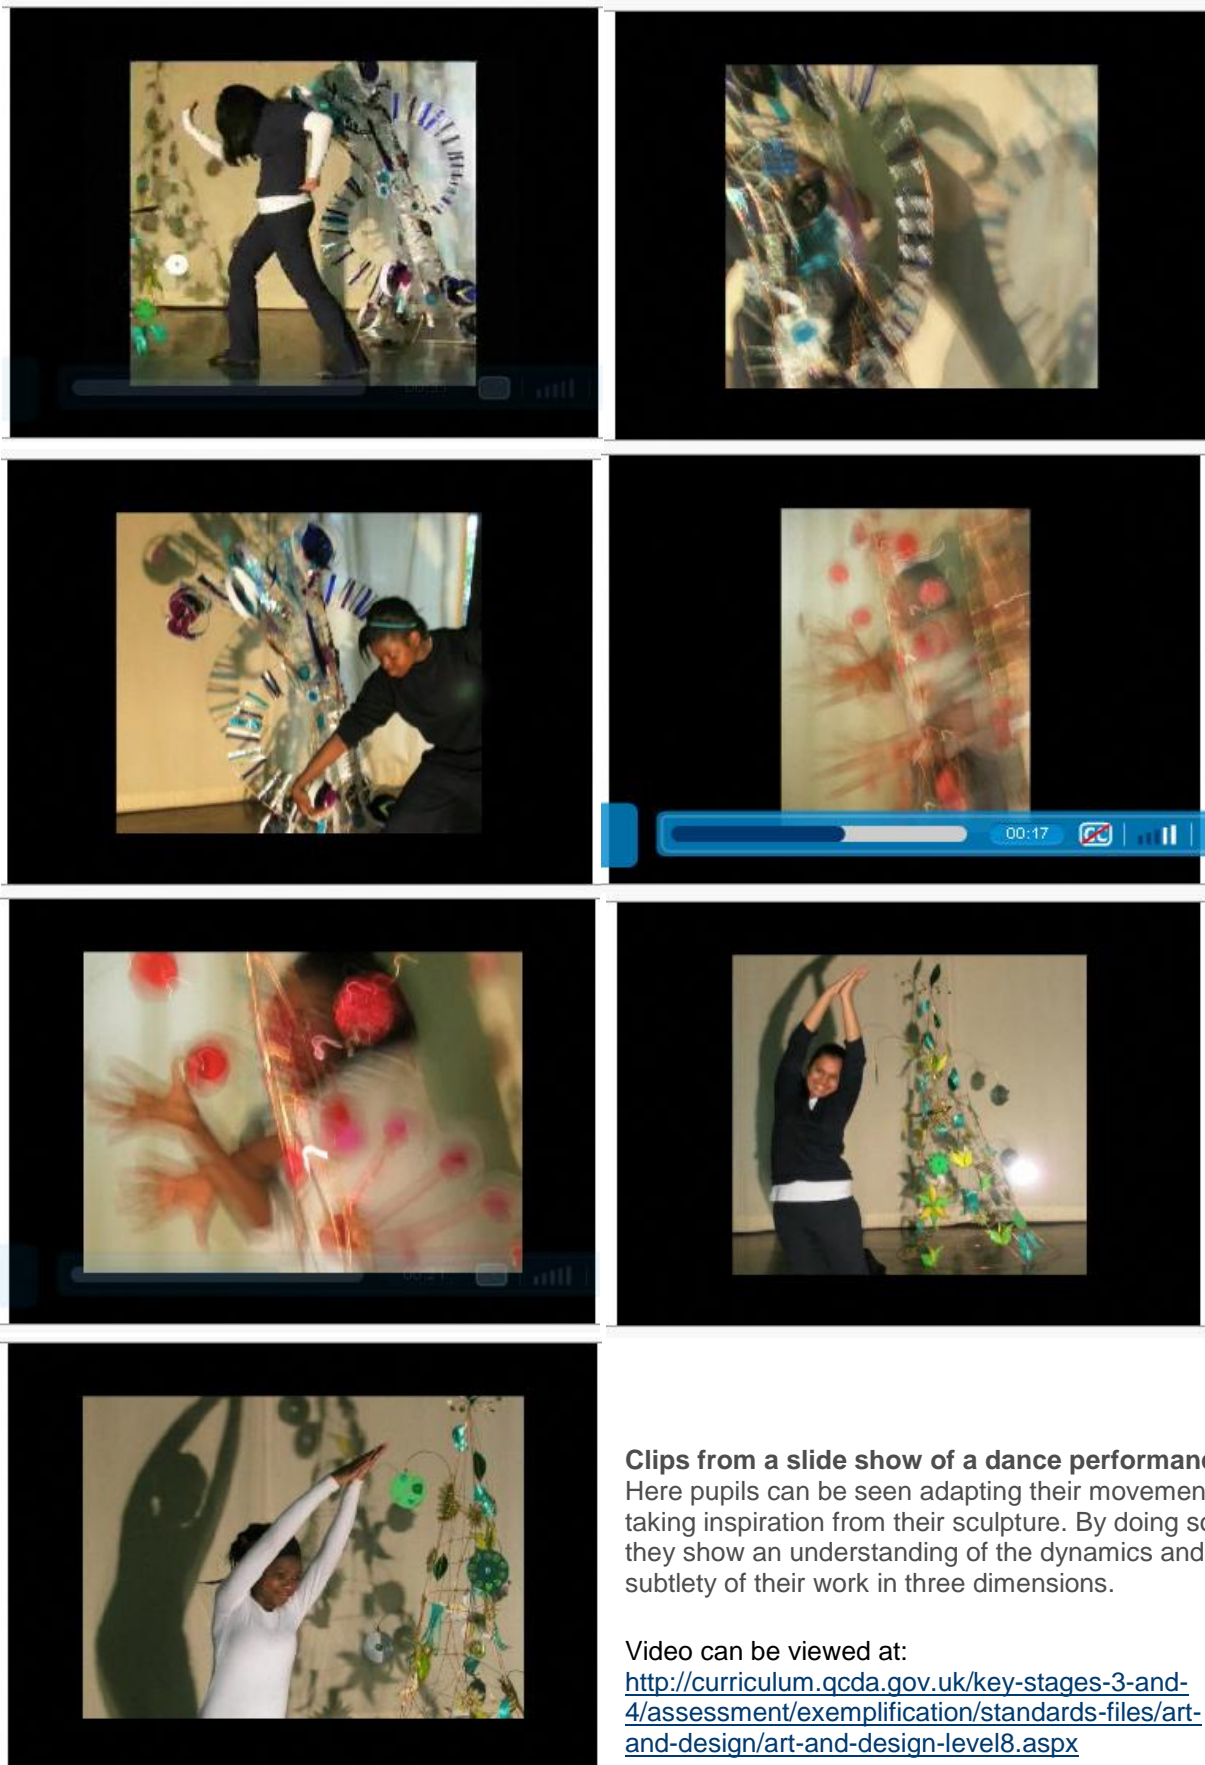 00:17
CC
Clips from a slide show of a dance
Here pupils can be seen adapting their
taking inspiration from their sculpture. By doing
they show an understanding of the dynamics and
subtlety of their work in three dimensions.
Video can be viewed at:
http://curriculum.qcda.gov.uk/key-stages-3-and-
4/assessment/exemplification/standards-files/art-
and-design/art-and-design-level8.aspx